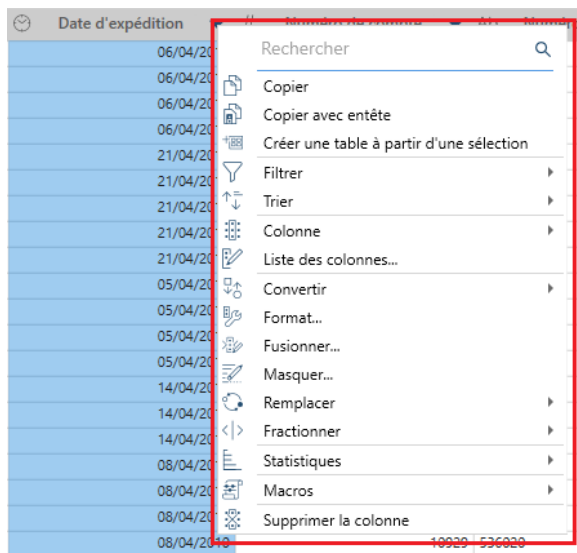 Date d'expédition
Rechercher
06/04/20
06/04/20
Copier
06/04/20
Copier avec entête
06/04/20
Créer une table à partir d'une sélection
21/04/20
Filtrer
21/04/20
Trier
21/04/20
21/04/20
Colonne
21/04/20
Liste des colonnes...
05/04/20
Convertir
05/04/20
Format...
05/04/20
Fusionner...
05/04/20
Masquer...
14/04/20
Remplacer
14/04/20
Fractionner
14/04/20
08/04/20
Statistiques
08/04/20
Macros
08/04/20
Supprimer la colonne
08/04/2010 10929 536820